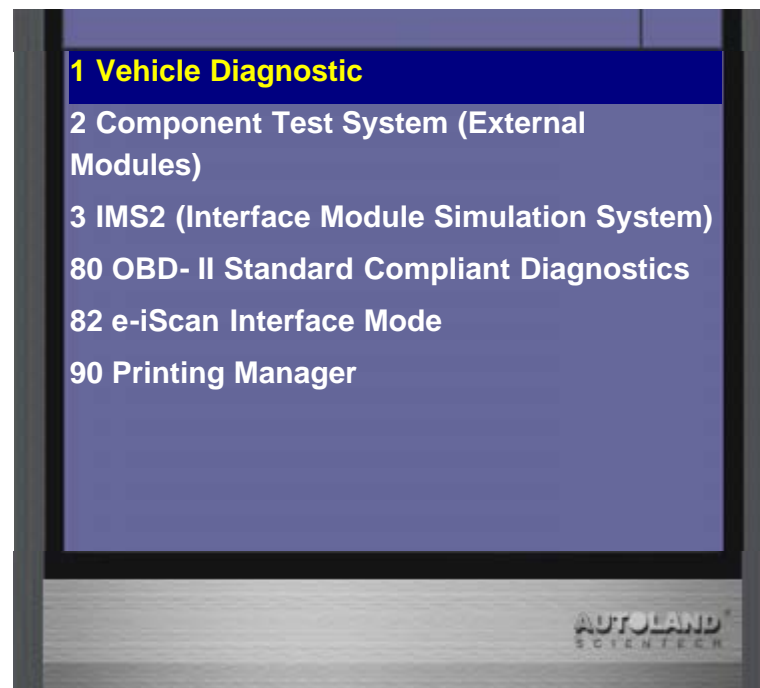 1 Vehicle Diagnostic
2 Component Test System (External
Modules)
3 IMS2 (Interface Module Simulation System)
80 OBD- II Standard Compliant Diagnostics
82 e-iScan Interface Mode
90 Printing Manager
AUTOLAND
SCIENTECH